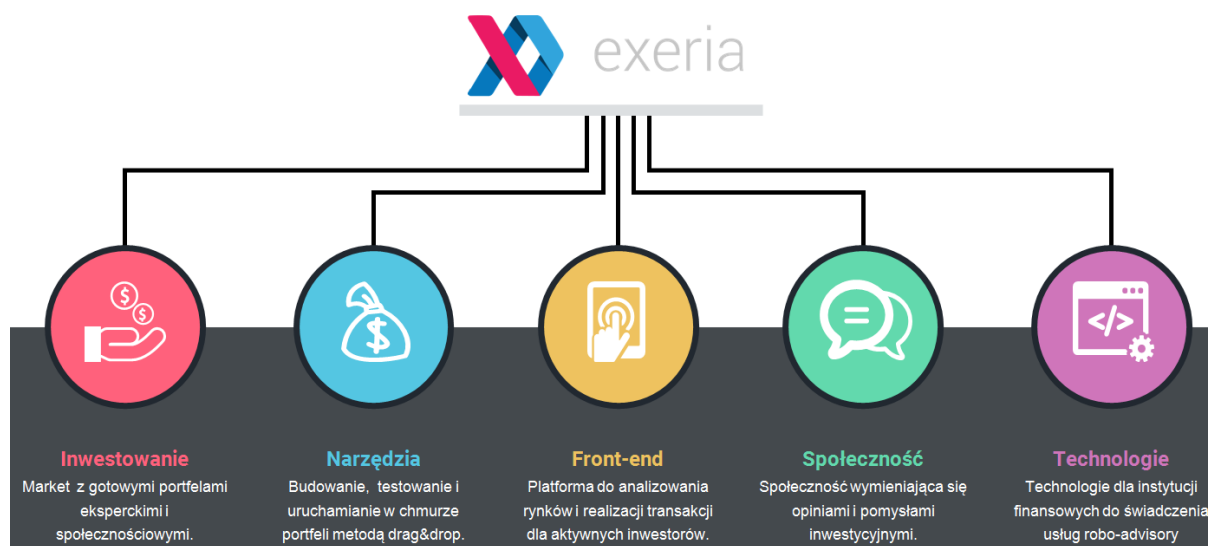 exeria
Inwestowanie
Market z gotowymi portfelami
eksperckimi i
społecznościowymi.
Narzędzia
Budowanie, testowanie i
uruchamianie w chmurze
portfeli metodą drag&drop.
Front-end
Platforma do analizowania
rynków i realizacji transakcji
dla aktywnych inwestorów.
Społeczność
Społeczność wymieniająca się
opiniami i pomysłami
inwestycyjnymi.
Technologie
Technologie dla instytucji
finansowych do świadczenia
usług robo-advisory